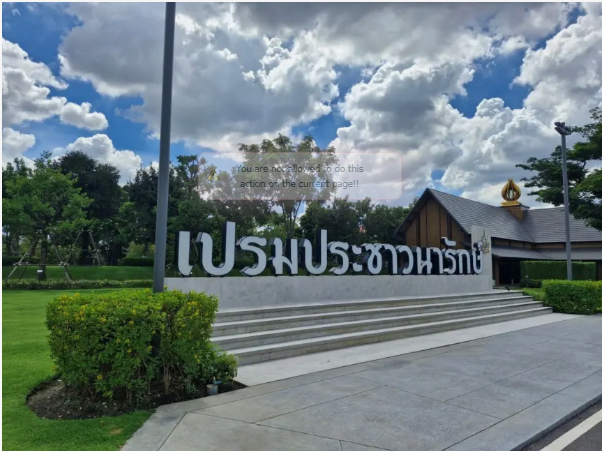 You are not allowed to do this
action on the current page!!
เปรมประชาวนารักษ์